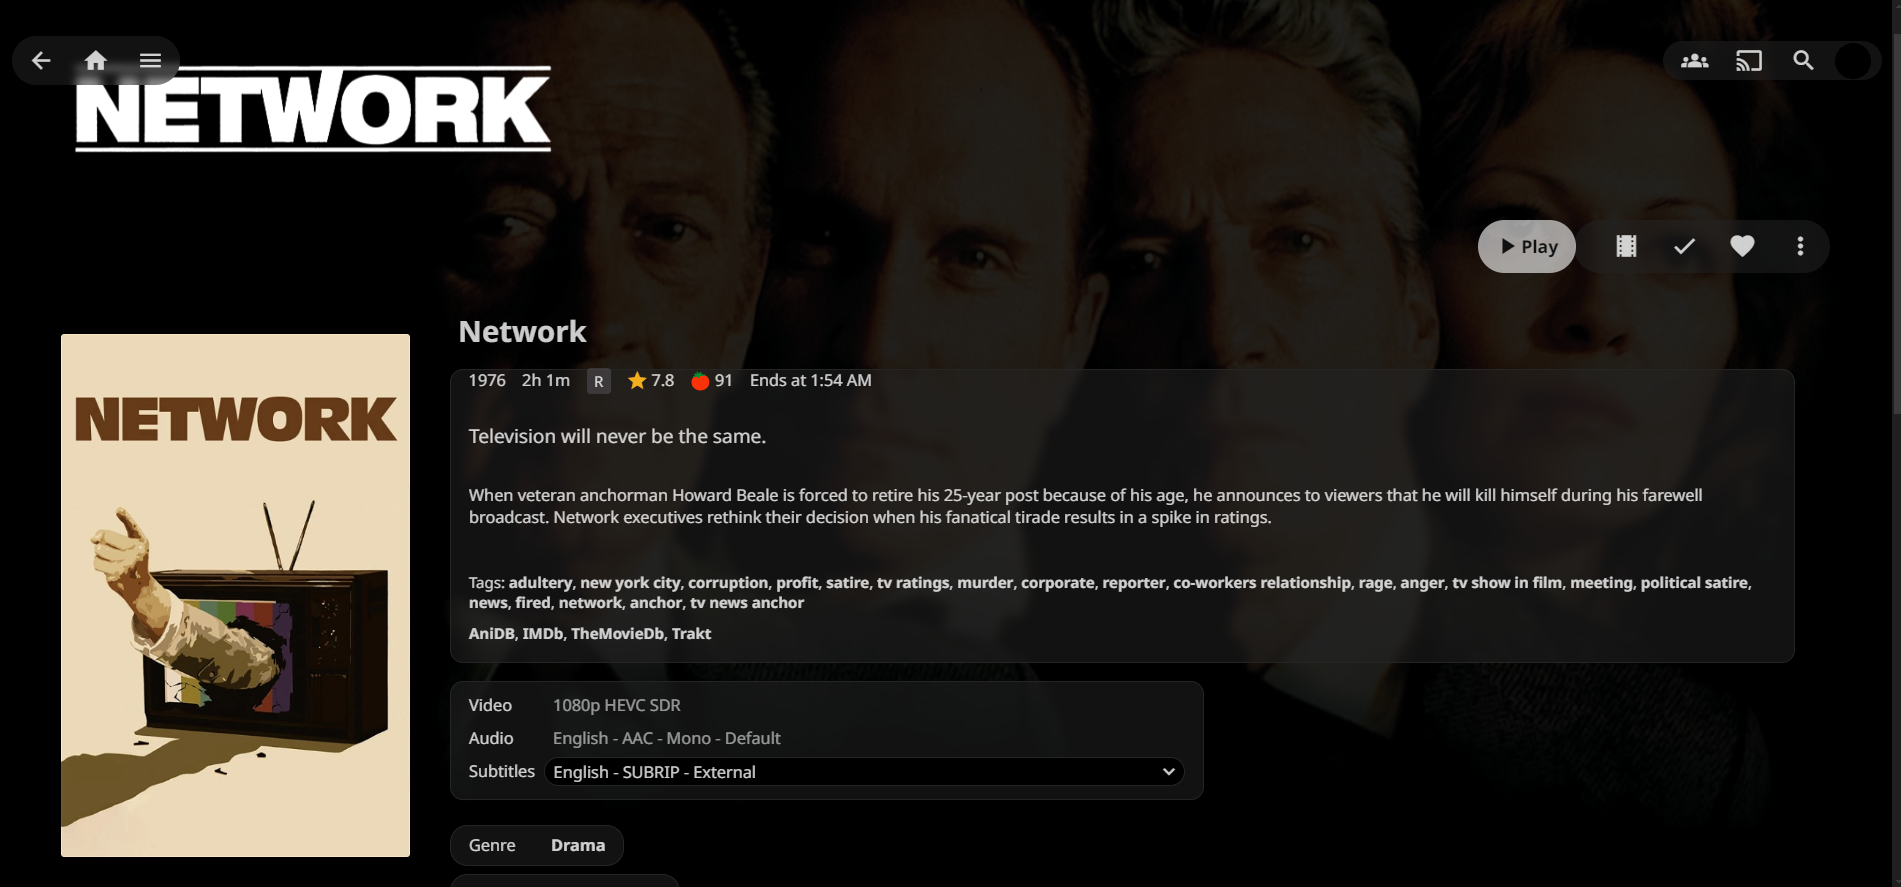 NETWORK
Play
Network
NETWORK
1976 2h 1m R 7.8 91 Ends at 1:54 AM
Television will never be the same.
When veteran anchorman Howard Beale is forced to retire his 25-year post because of his age, he announces to viewers that he will kill himself during his farewell
broadcast. Network executives rethink their decision when his fanatical tirade results in a spike in ratings.
Tags: adultery, new york city, corruption, profit, satire, tv ratings, murder, corporate, reporter, co-workers relationship, rage, anger, tv show in film, meeting, political satire,
news, fired, network, anchor, tv news anchor
AniDB, IMDb, TheMovieDb, Trakt
Video 1080p HEVC SDR
Audio English - AAC - Mono - Default
Subtitles English - SUBRIP - External
Genre Drama